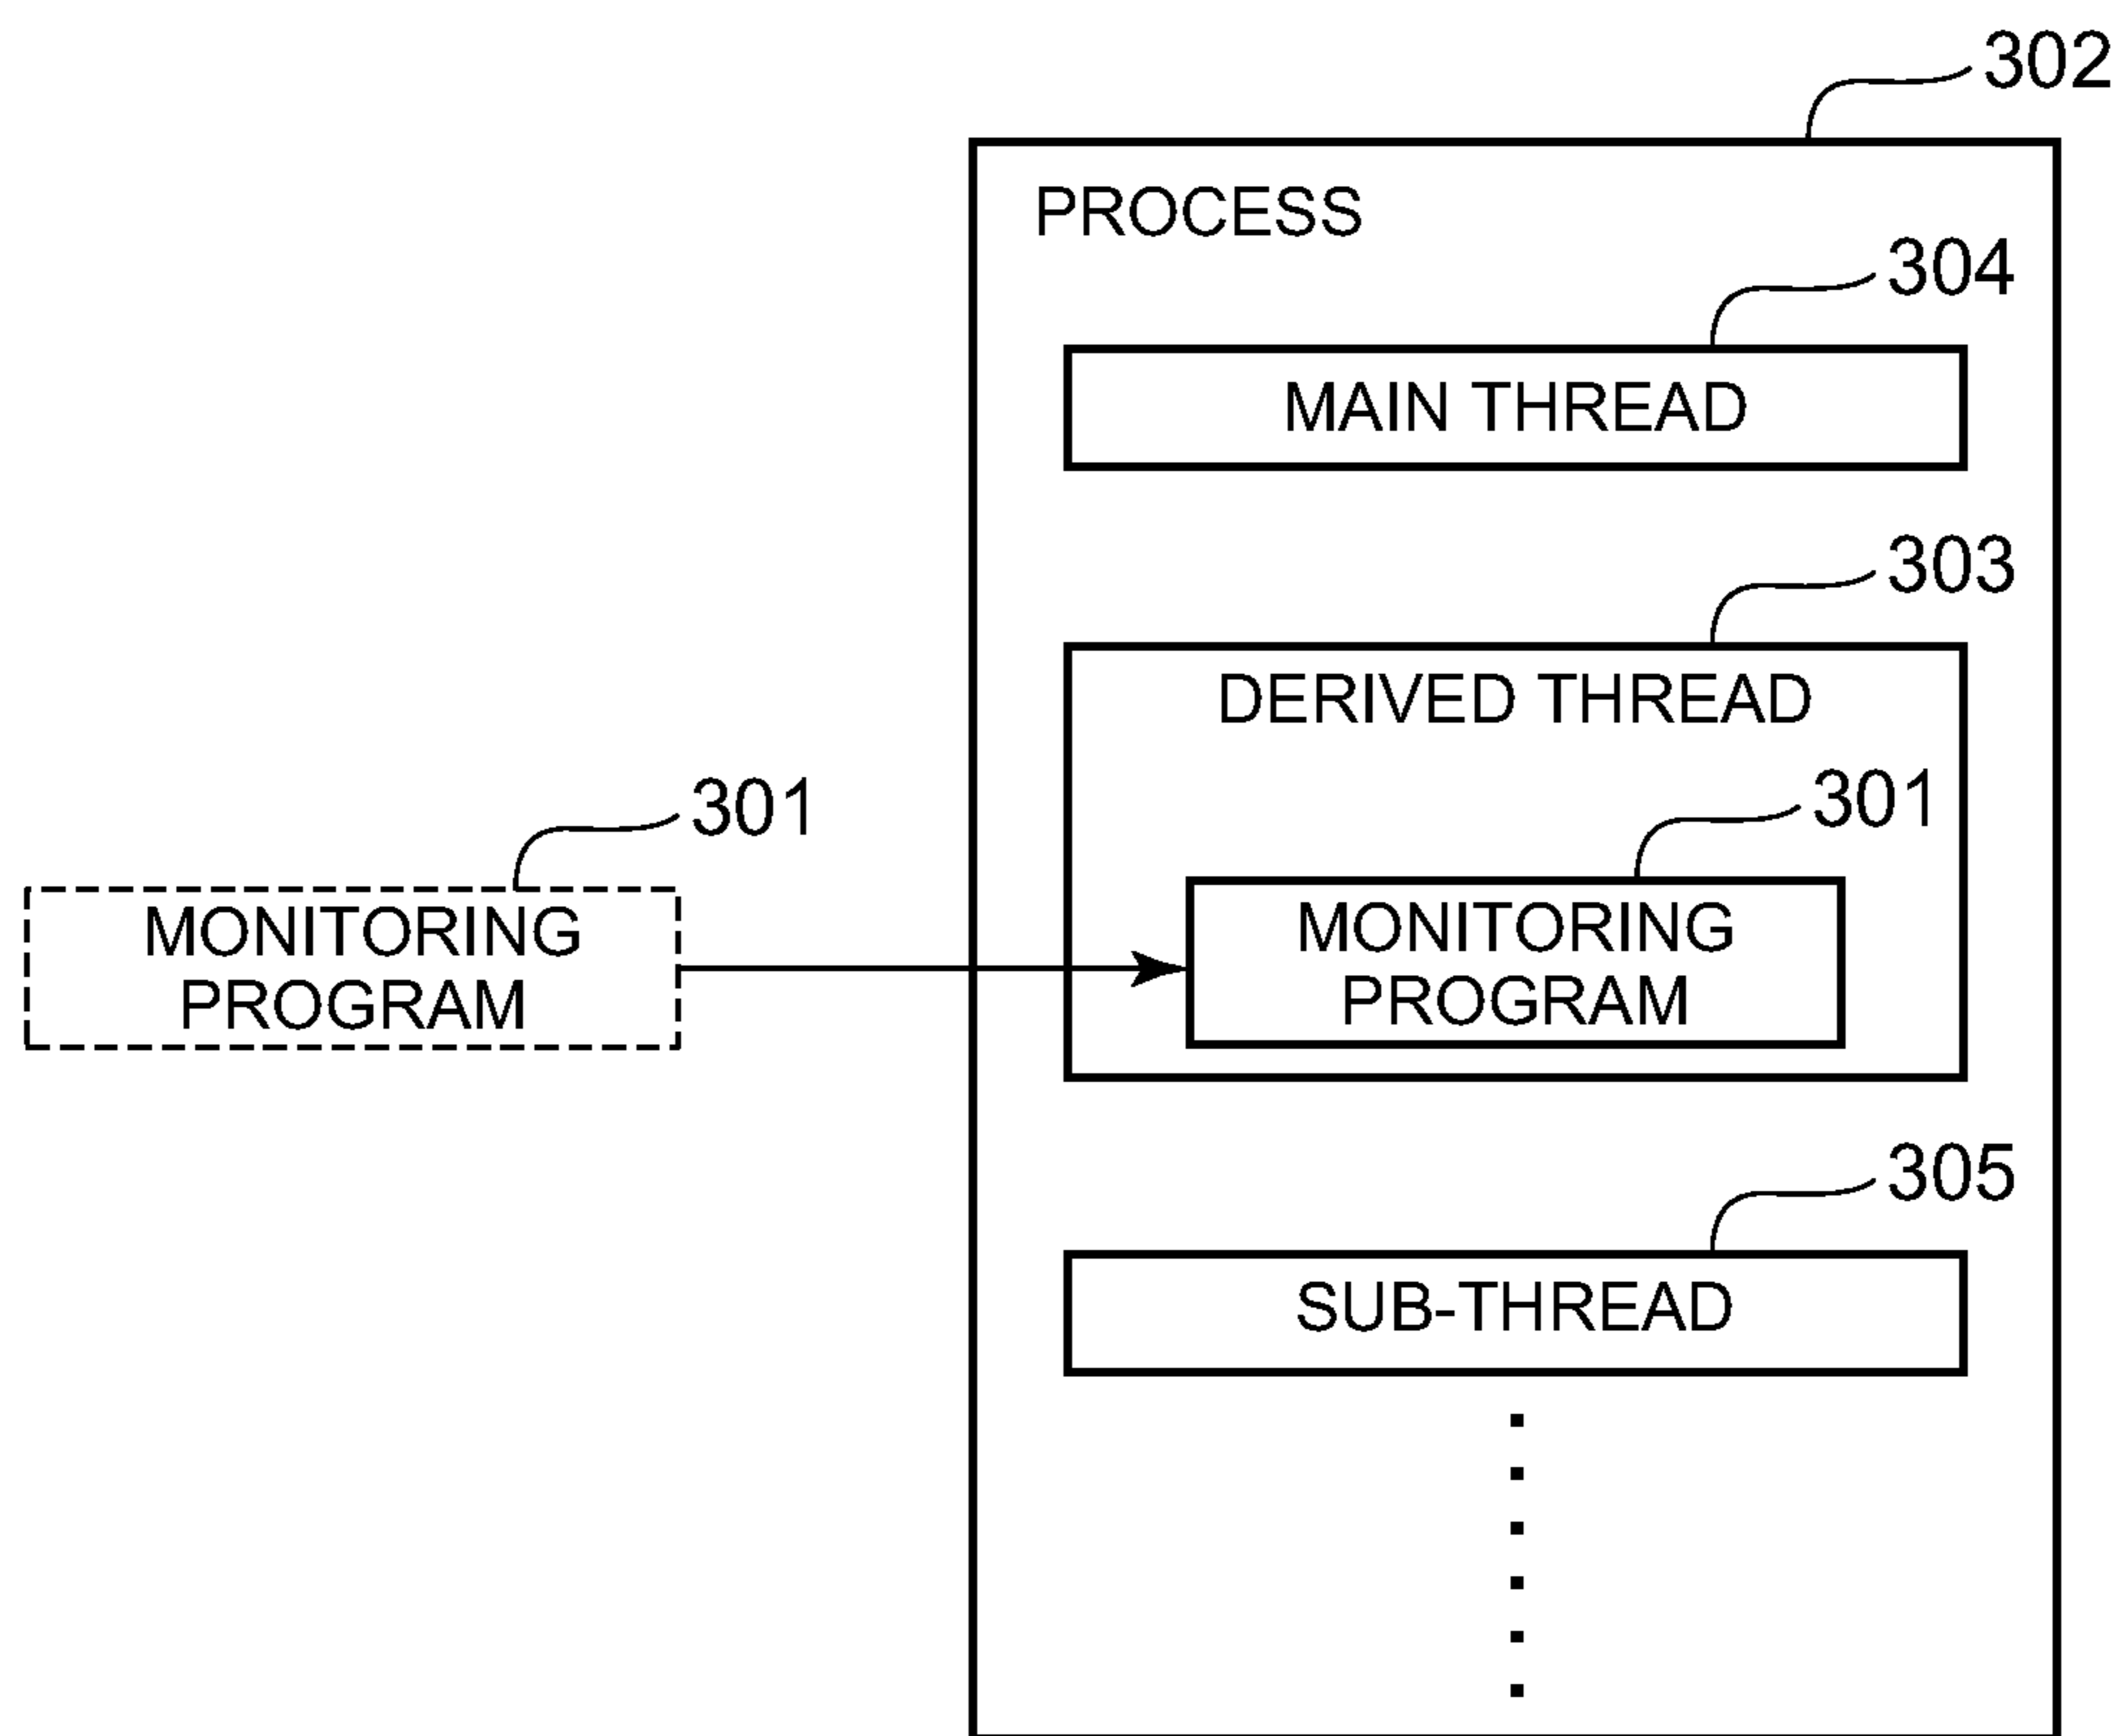 302
PROCESS
304
MAIN THREAD
303
DERIVED THREAD
301
MONITORING
PROGRAM
301
MONITORING
PROGRAM
305
SUB-THREAD